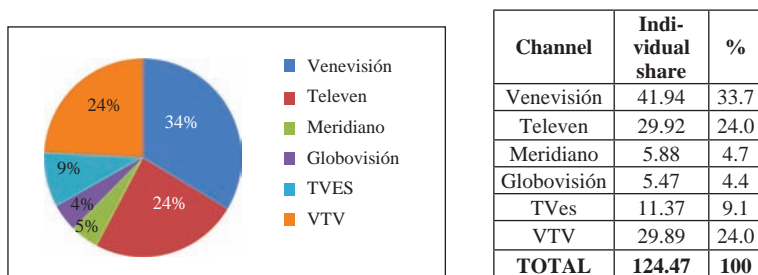 34%
24%
5%
4%
9%
24%
Venevisión
Televen
Meridiano
Globovisión
TVES
VTV
Channel Indi-vidual share %
Venevisión 41.94 33.7
Televen 29.92 24.0
Meridiano 5.88 4.7
Globovisión 5.47 4.4
TVes 11.37 9.1
VTV 29.89 24.0
TOTAL 124.47 100